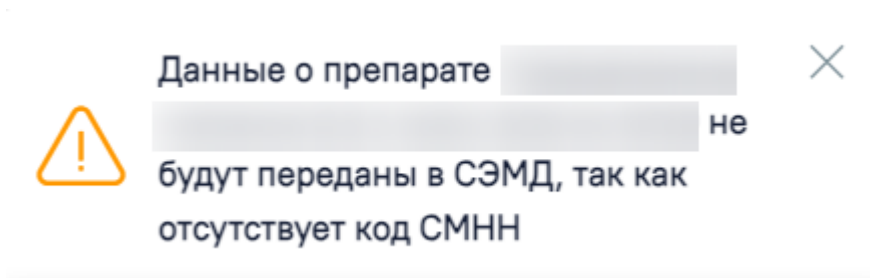 Данные о препарате
не
будут переданы в СЭМД, так как
отсутствует код СМНН